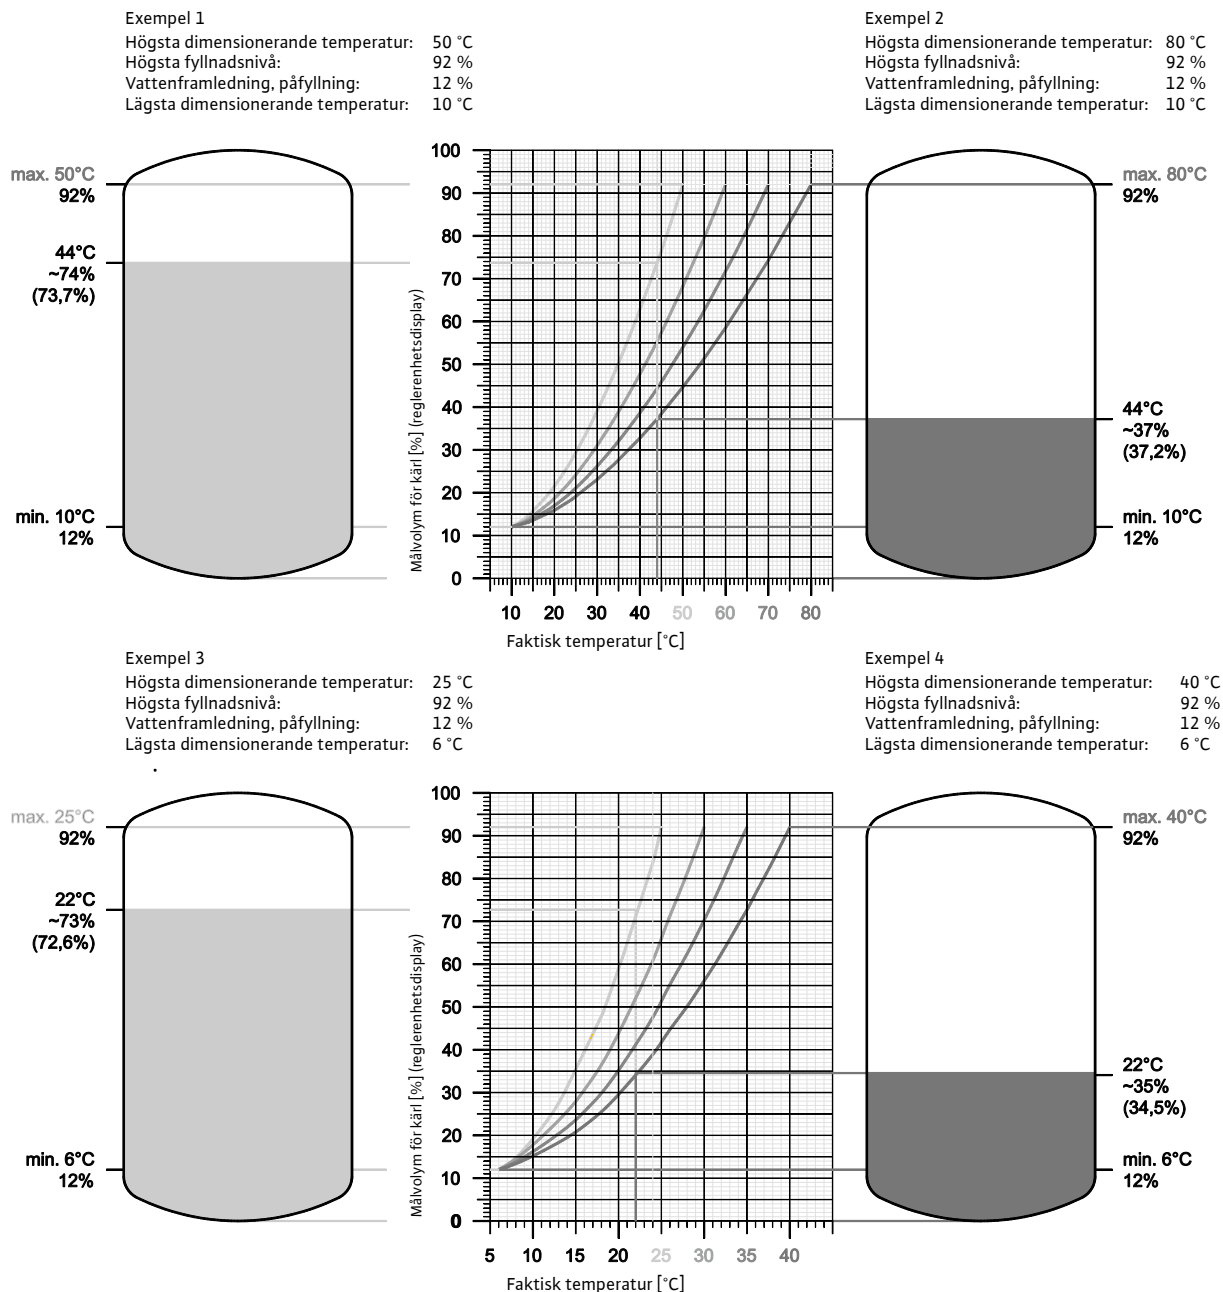 Exempel 1
Högsta dimensionerande temperatur: 50 °C
Högsta fyllnadsnivå: 92 %
Vattenframledning, påfyllning: 12 %
Lägsta dimensionerande temperatur: 10 °C
Exempel 2
Högsta dimensionerande temperatur: 80 °C
Högsta fyllnadsnivå: 92 %
Vattenframledning, påfyllning: 12 %
Lägsta dimensionerande temperatur: 10 °C
max. 50°C
92%
44°C
~74%
(73,7%)
min. 10°C
12%
Målvolym för kärl [%] (reglerenhetsdisplay)
100
90
80
70
60
50
40
30
20
10
0
10 20 30 40 50 60 70 80
Faktisk temperatur [°C]
max. 80°C
92%
44°C
~37%
(37,2%)
min. 10°C
12%
Exempel 3
Högsta dimensionerande temperatur: 25 °C
Högsta fyllnadsnivå: 92 %
Vattenframledning, påfyllning: 12 %
Lägsta dimensionerande temperatur: 6 °C
Exempel 4
Högsta dimensionerande temperatur: 40 °C
Högsta fyllnadsnivå: 92 %
Vattenframledning, påfyllning: 12 %
Lägsta dimensionerande temperatur: 6 °C
max. 25°C
92%
22°C
~73%
(72,6%)
min. 6°C
12%
Målvolym för kärl [%] (reglerenhetsdisplay)
100
90
80
70
60
50
40
30
20
10
0
5 10 15 20 25 30 35 40
Faktisk temperatur [°C]
max. 40°C
92%
22°C
~35%
(34,5%)
min. 6°C
12%